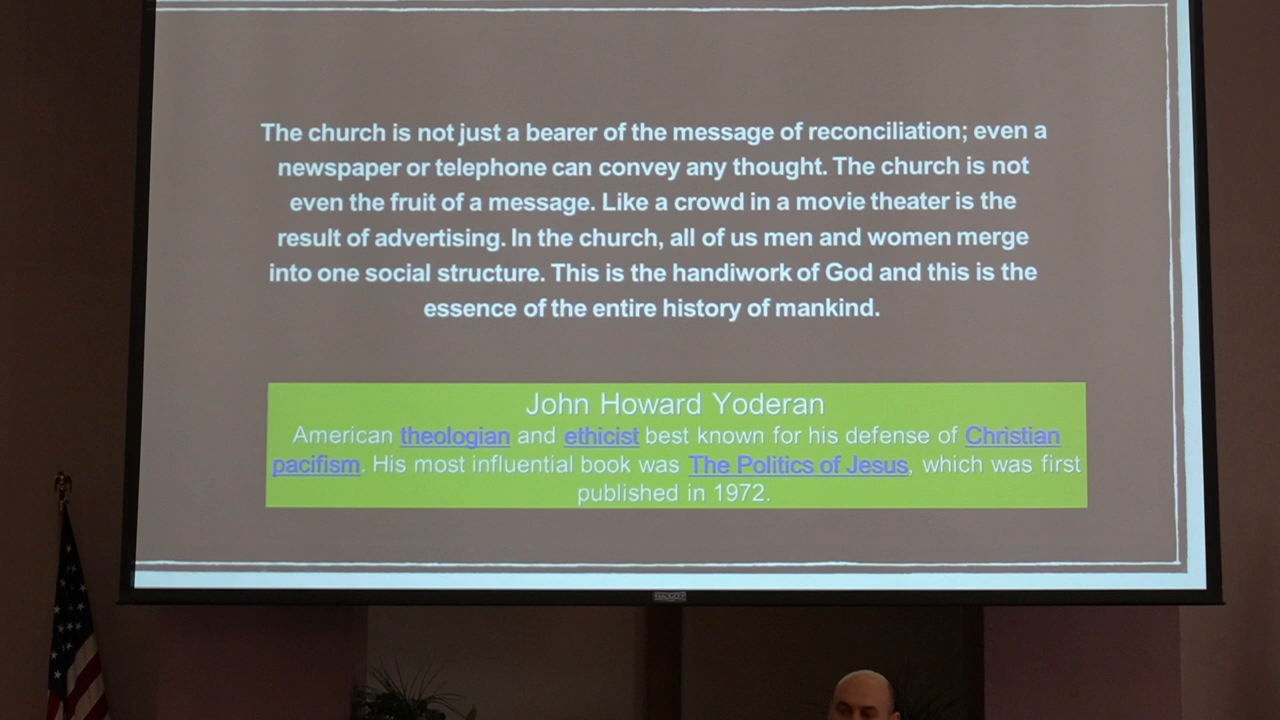 The church is not just a bearer of the message of reconciliation; even a
newspaper or telephone can convey any thought. The church is not
even the fruit of a message. Like a crowd in a movie theater is the
result of advertising. In the church, all of us men and women merge
into one social structure. This is the handiwork of God and this is the
essence of the entire history of mankind.
John Howard Yoderan
American theologian and ethicist best known for his defense of Christian
pacifism. His most influential book was The Politics of Jesus, which was first
published in 1972.